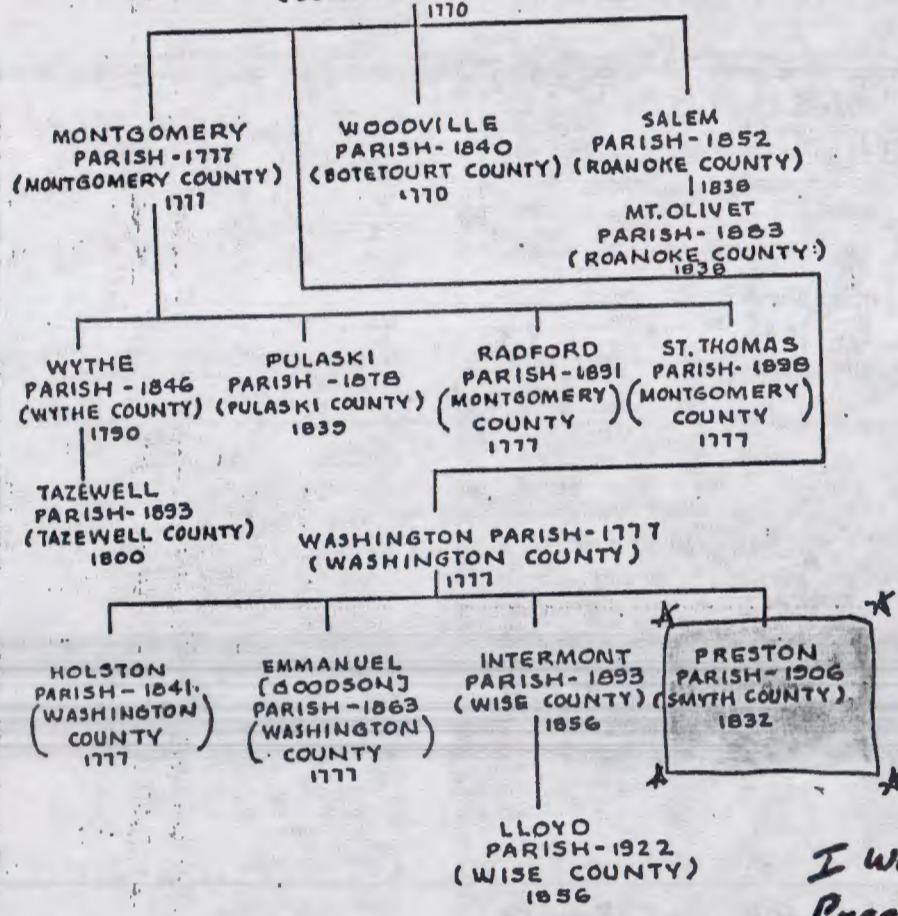 1770
MONTGOMERY
PARISH-1777
(MONTGOMERY COUNTY)
1777
WOODVILLE
PARISH-1840
(BOTETOURT COUNTY)
1770
SALEM
PARISH-1852
(ROANOKE COUNTY)
1838
MT. OLIVET
PARISH-1883
(ROANOKE COUNTY)
1838
WYTHE
PARISH-1846
(WYTHE COUNTY)
1790
PULASKI
PARISH-1878
(PULASKI COUNTY)
1839
RADFORD
PARISH-1891
(MONTGOMERY
COUNTY)
1777
ST. THOMAS
PARISH-1898
(MONTGOMERY
COUNTY)
1777
TAZEWELL
PARISH-1893
(TAZEWELL COUNTY)
1800
WASHINGTON PARISH-1777
(WASHINGTON COUNTY)
1777
HOLSTON
PARISH-1841
(WASHINGTON
COUNTY)
1777
EMMANUEL
[GOODSON]
PARISH-1863
(WASHINGTON
COUNTY)
1777
INTERMONT
PARISH-1893
(WISE COUNTY)
1856
PRESTON
PARISH-1906
(SMYTH COUNTY)
1832
LLOYD
PARISH-1922
(WISE COUNTY)
1856
I